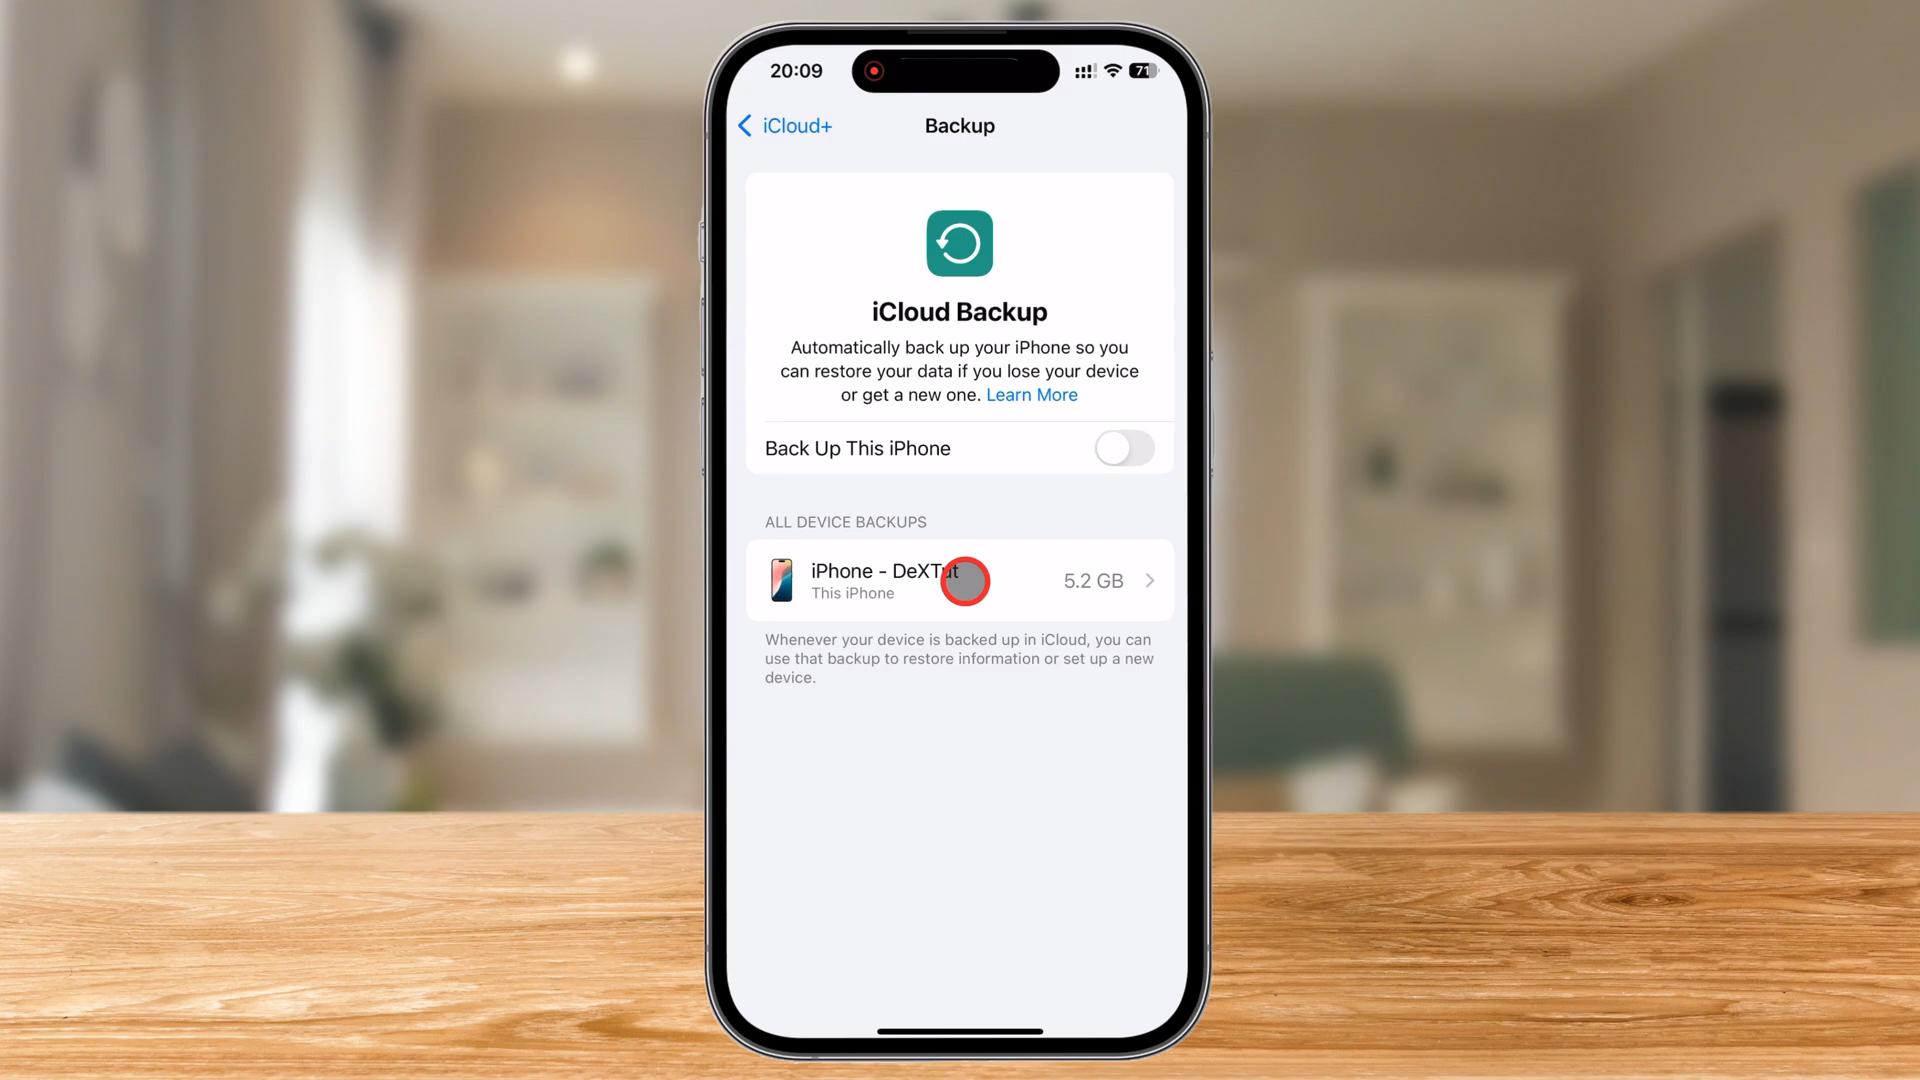 20:09
71
iCloud+
Backup
iCloud Backup
Automatically back up your iPhone so you
can restore your data if you lose your device
or get a new one. Learn More
Back Up This iPhone
ALL DEVICE BACKUPS
iPhone - DeXTut
This iPhone
5.2 GB
Whenever your device is backed up in iCloud, you can
use that backup to restore information or set up a new
device.